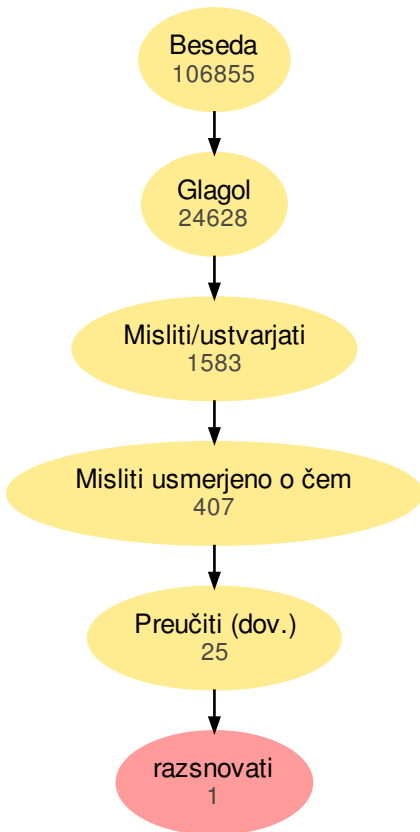 Beseda
106855
Glagol
24628
Misliti/ustvarjati
1583
Misliti usmerjeno o čem
407
Preučiti (dov.)
25
razsnovati
1